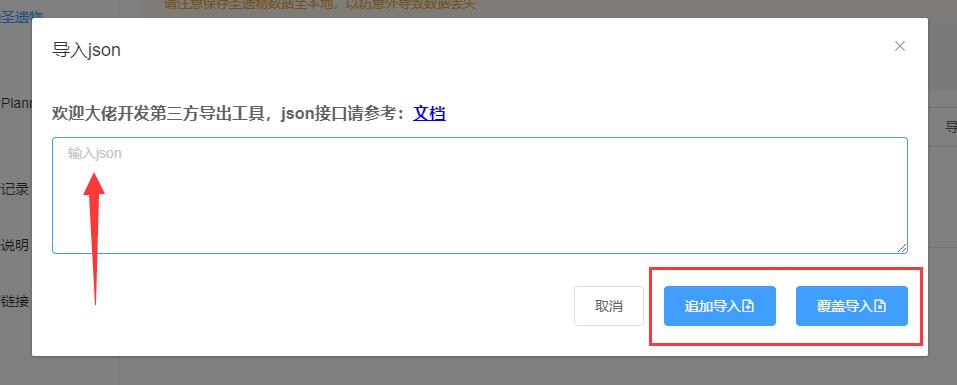 圣遗物
请注意保存圣遗物数据至本地，以防意外导致数据丢失
导入json
欢迎大佬开发第三方导出工具，json接口请参考：文档
Plann
输入json
导
记录
说明
链接
取消
追加导入
覆盖导入